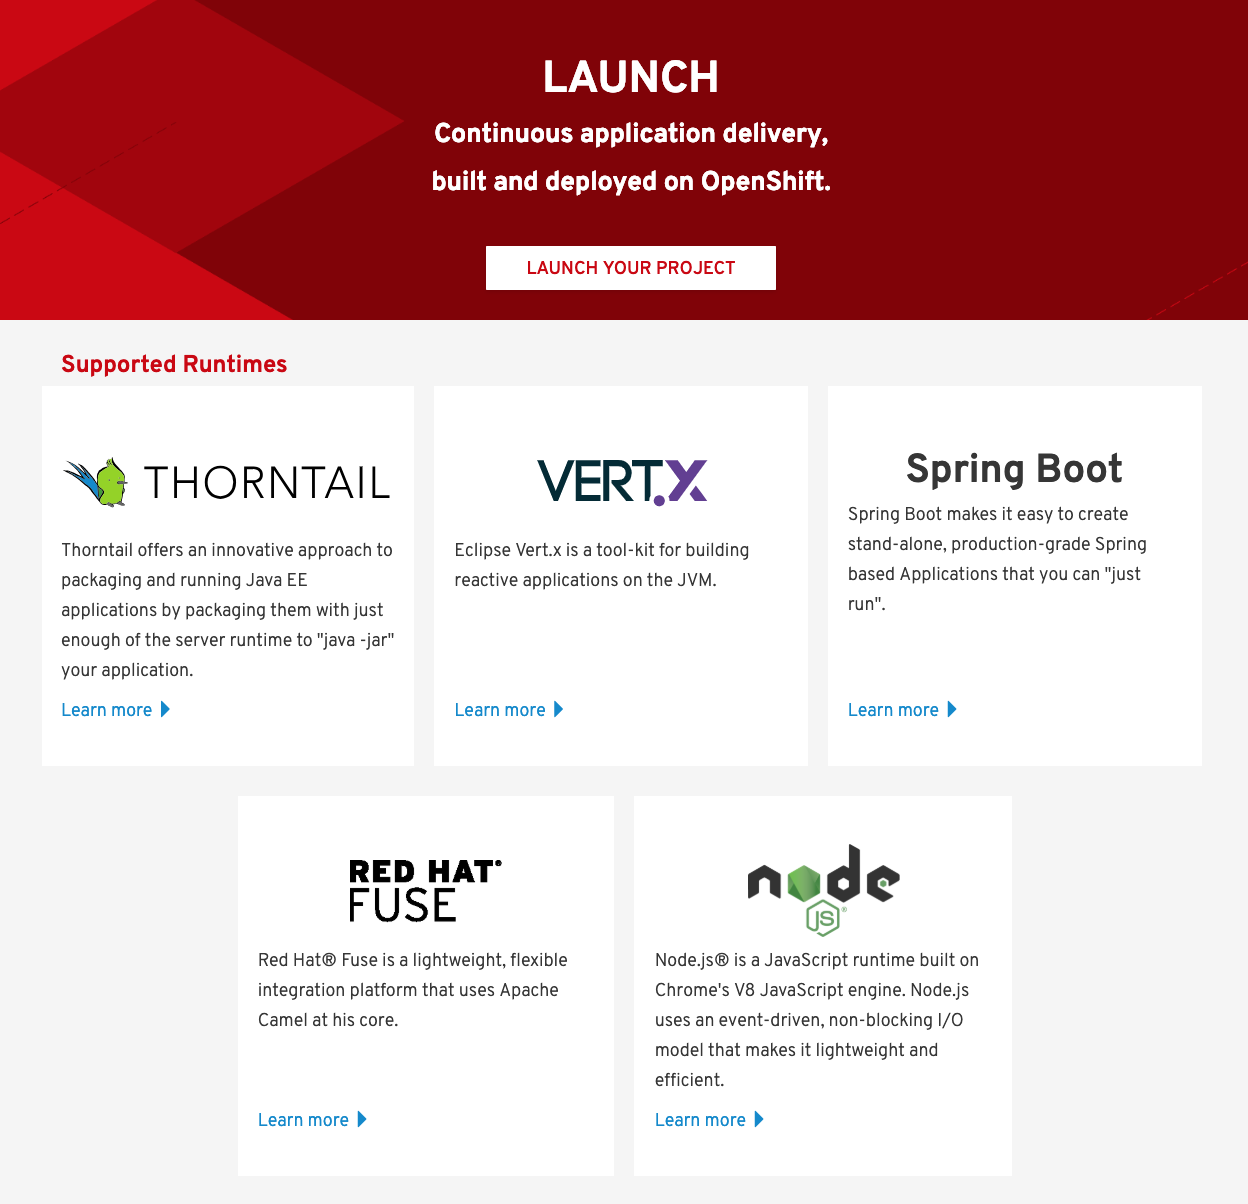 LAUNCH
Continuous application delivery,
built and deployed on OpenShift.
LAUNCH YOUR PROJECT
Supported Runtimes
THORNTAIL
Thorntail offers an innovative approach to
packaging and running Java EE
applications by packaging them with just
enough of the server runtime to "java -jar"
your application.
Learn more
VERT.X
Eclipse Vert.x is a tool-kit for building
reactive applications on the JVM.
Learn more
Spring Boot
Spring Boot makes it easy to create
stand-alone, production-grade Spring
based Applications that you can "just
run".
Learn more
RED HAT®
FUSE
Red Hat® Fuse is a lightweight, flexible
integration platform that uses Apache
Camel at his core.
Learn more
node
JS®
Node.js® is a JavaScript runtime built on
Chrome's V8 JavaScript engine. Node.js
uses an event-driven, non-blocking I/O
model that makes it lightweight and
efficient.
Learn more